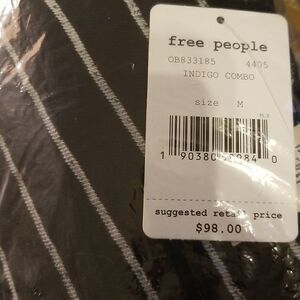 free people
OB833185 4405
INDIGO COMBO
size M
suggested retail price
$98.00